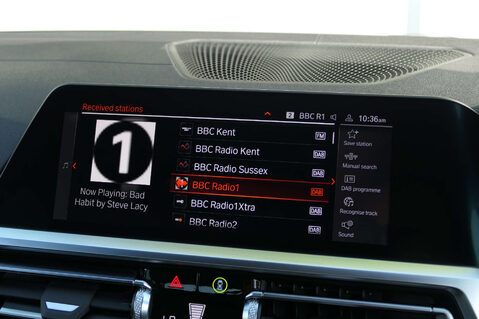 Received stations
2 BBC R1
10:36am
1
Now Playing: Bad
Habit by Steve Lacy
BBC Kent FM
BBC Radio Kent DAB
BBC Radio Sussex DAB
BBC Radio1 DAB
BBC Radio1Xtra DAB
BBC Radio2 DAB
Save station
Manual search
DAB programme
Recognise track
Sound